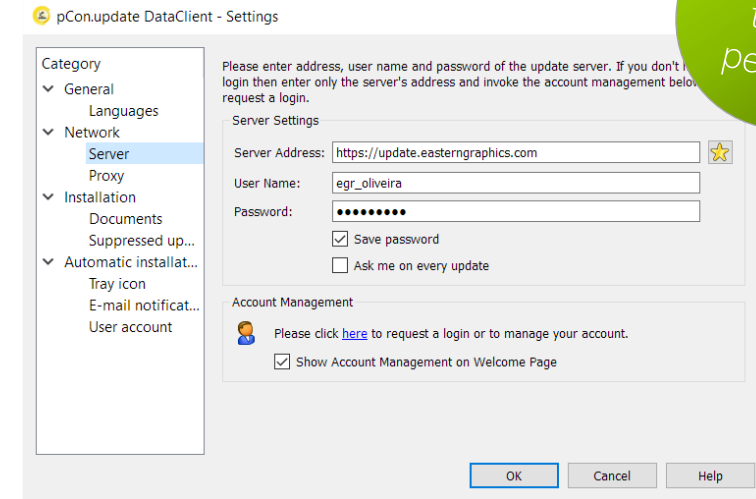 pCon.update DataClient - Settings
Category
General
Languages
Network
Server
Proxy
Installation
Documents
Suppressed up...
Automatic installat...
Tray icon
E-mail notificat...
User account
Please enter address, user name and password of the update server. If you don't
login then enter only the server's address and invoke the account management
request a login.
Server Settings
Server Address: https://update.easterngraphics.com
User Name: egr_oliveira
Password: ●●●●●●●●●
Save password
Ask me on every update
Account Management
Please click here to request a login or to manage your account.
Show Account Management on Welcome Page
OK Cancel Help